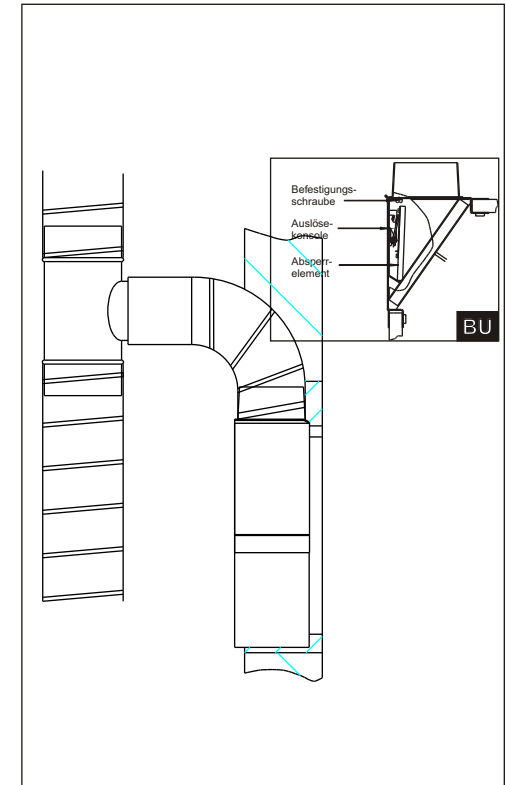 Befestigungs-
schraube
Auslöse-
konsole
Absperr-
element
BU